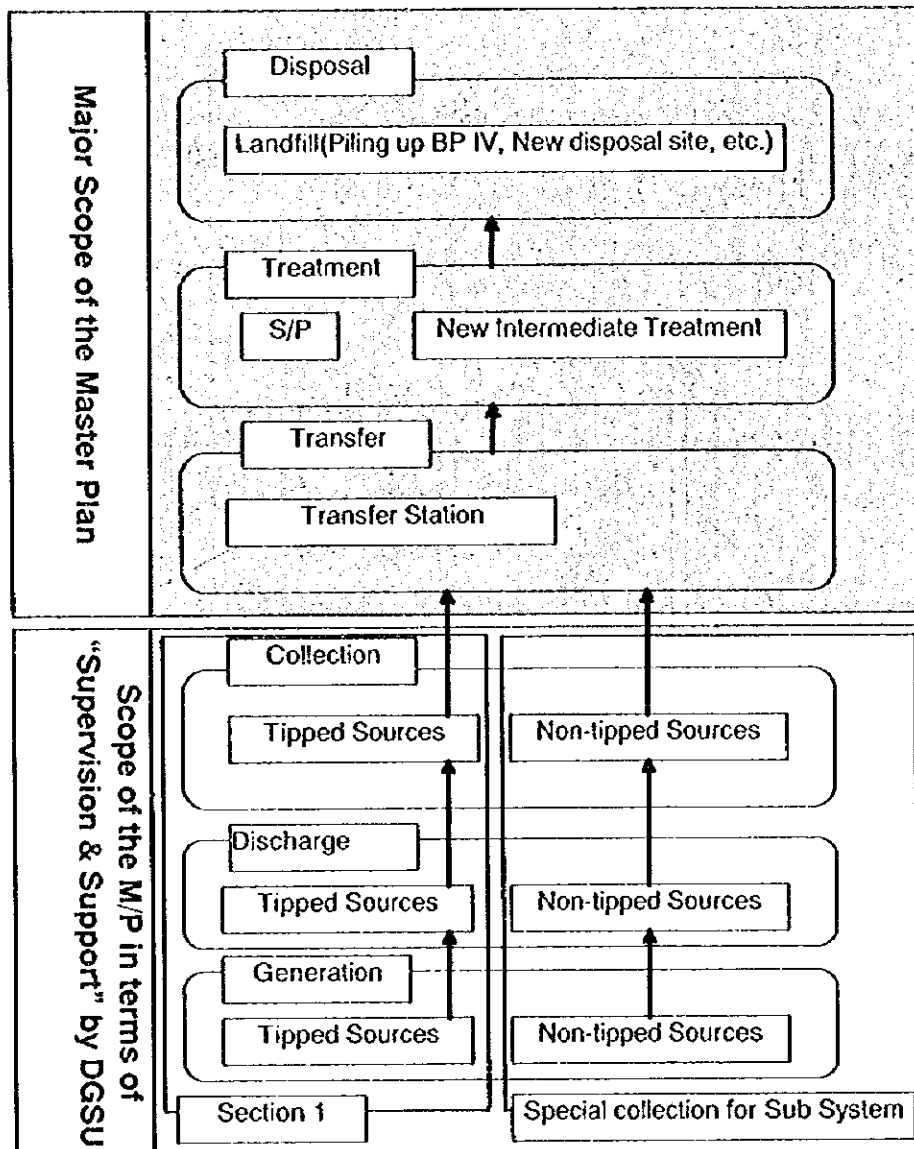 Major Scope of the Master Plan
Disposal
Landfill(Piling up BP IV, New disposal site, etc.)
Treatment
S/P
New Intermediate Treatment
Transfer
Transfer Station
Scope of the M/P in terms of
"Supervision & Support" by DGSU
Collection
Tipped Sources
Non-tipped Sources
Discharge
Tipped Sources
Non-tipped Sources
Generation
Tipped Sources
Non-tipped Sources
Section 1
Special collection for Sub System